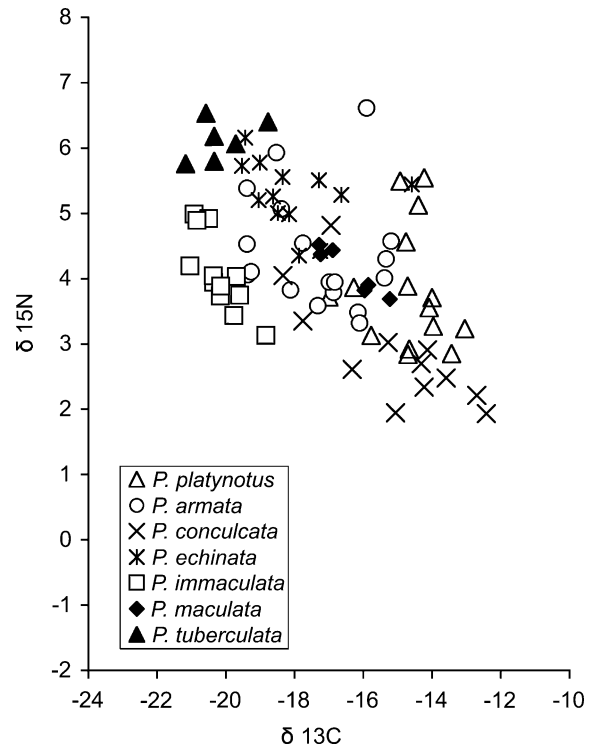 8
7
6
5
4
3
2
1
0
-1
-2
δ 15N
P. platynotus
P. armata
P. conculcata
P. echinata
P. immaculata
P. maculata
P. tuberculata
-24 -22 -20 -18 -16 -14 -12 -10
δ 13C